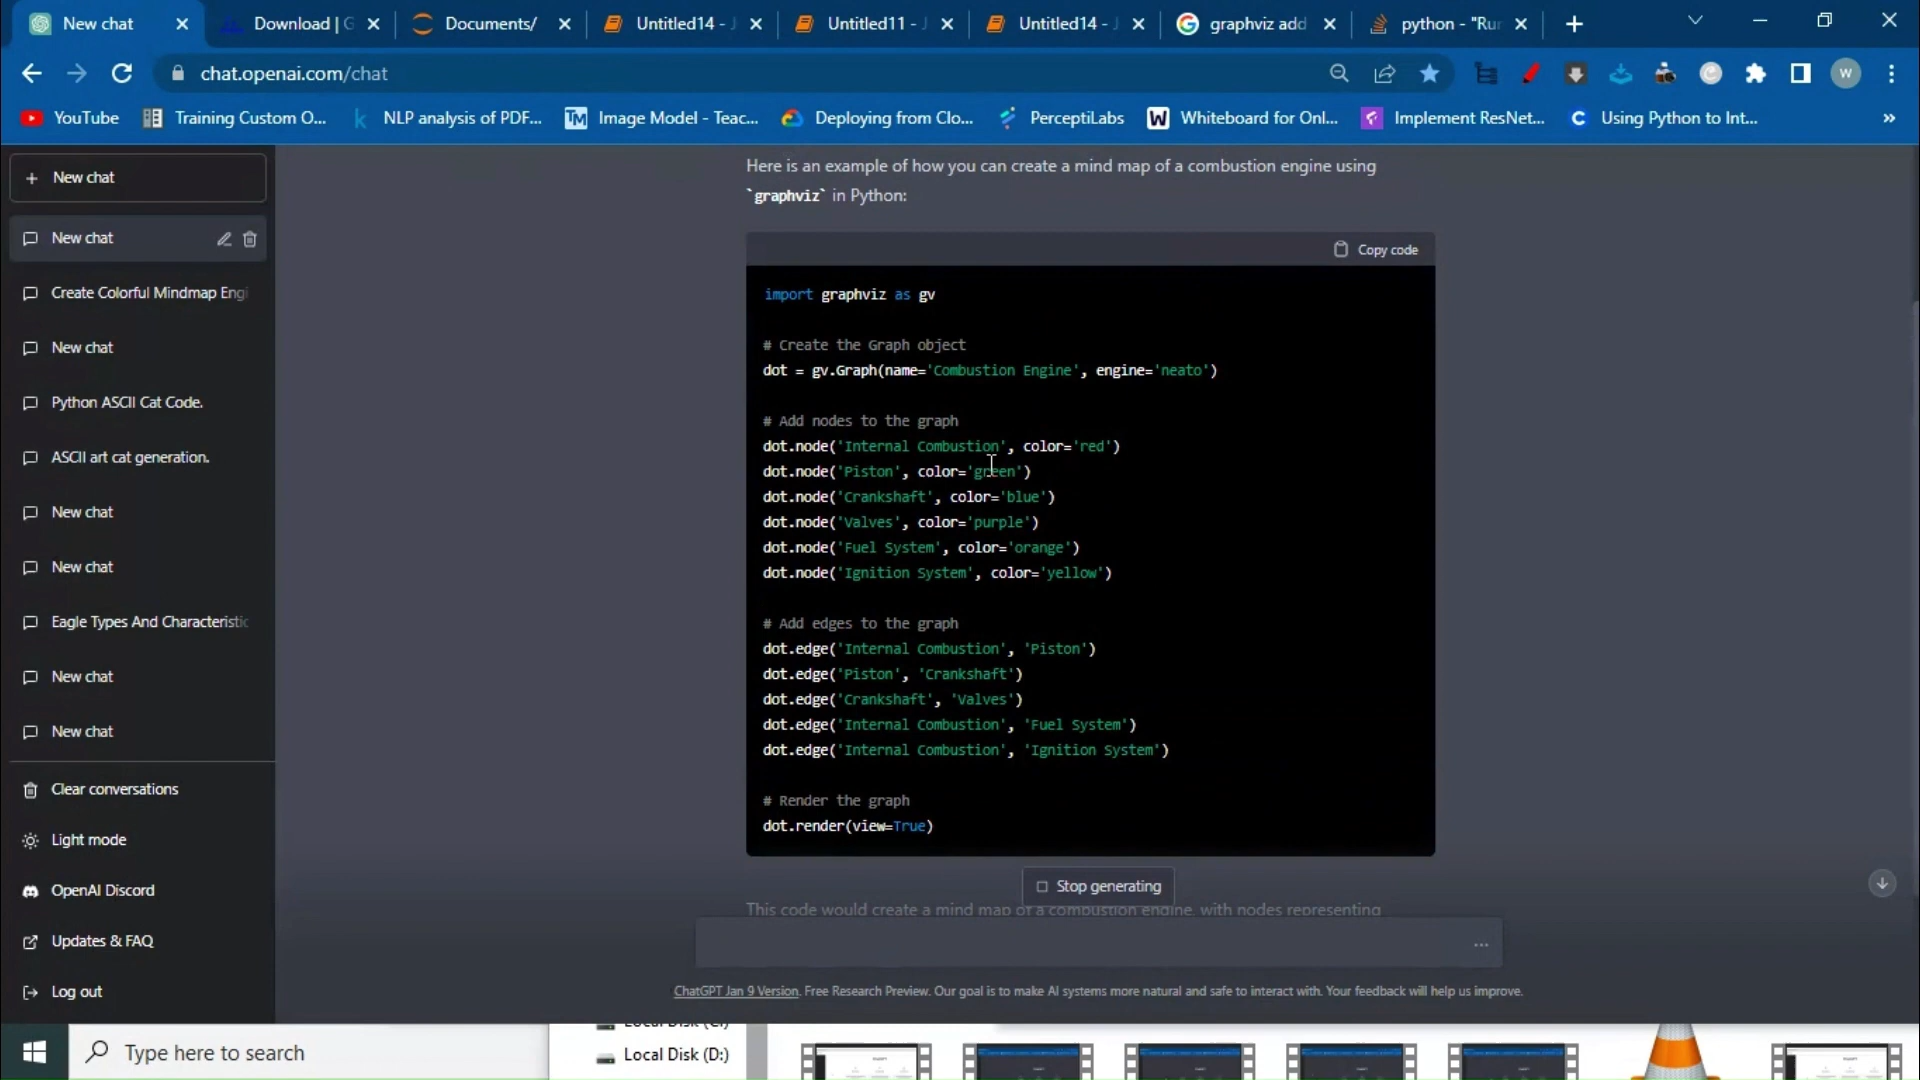 New chat
Download | G
Documents/
Untitled14 - J
Untitled11 - J
Untitled14 - J
graphviz add
python - "Run
chat.openai.com/chat
W
YouTube
Training Custom O...
NLP analysis of PDF...
TM
Image Model - Teac...
Deploying from Clo...
PerceptiLabs
W
Whiteboard for Onl...
Implement ResNet...
C
Using Python to Int...
»
+ New chat
New chat
Create Colorful Mindmap Engi
New chat
Python ASCII Cat Code.
ASCII art cat generation.
New chat
New chat
Eagle Types And Characteristic
New chat
New chat
Clear conversations
Light mode
OpenAI Discord
Updates & FAQ
Log out
Here is an example of how you can create a mind map of a combustion engine using
`graphviz` in Python:
Copy code
import graphviz as gv
# Create the Graph object
dot = gv.Graph(name='Combustion Engine', engine='neato')
# Add nodes to the graph
dot.node('Internal Combustion', color='red')
dot.node('Piston', color='green')
dot.node('Crankshaft', color='blue')
dot.node('Valves', color='purple')
dot.node('Fuel System', color='orange')
dot.node('Ignition System', color='yellow')
# Add edges to the graph
dot.edge('Internal Combustion', 'Piston')
dot.edge('Piston', 'Crankshaft')
dot.edge('Crankshaft', 'Valves')
dot.edge('Internal Combustion', 'Fuel System')
dot.edge('Internal Combustion', 'Ignition System')
# Render the graph
dot.render(view=True)
Stop generating
This code would create a mind map of a combustion engine, with nodes representing
...
ChatGPT Jan 9 Version. Free Research Preview. Our goal is to make AI systems more natural and safe to interact with. Your feedback will help us improve.
Type here to search
Local Disk (C:)
Local Disk (D:)